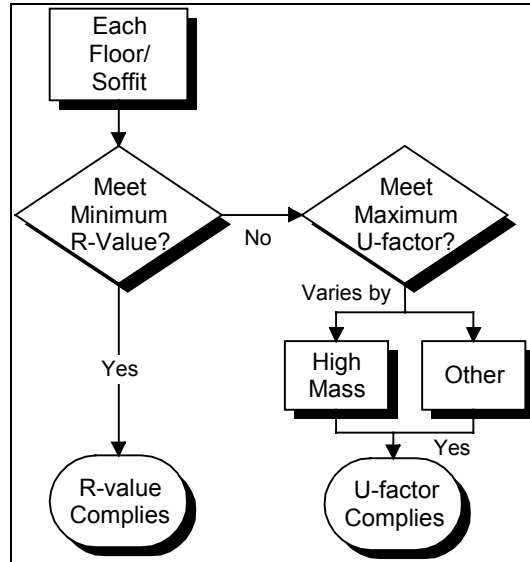 Each
Floor/
Soffit
Meet
Minimum
R-Value?
No
Meet
Maximum
U-factor?
Varies by
Yes
High
Mass
Other
Yes
R-value
Complies
U-factor
Complies